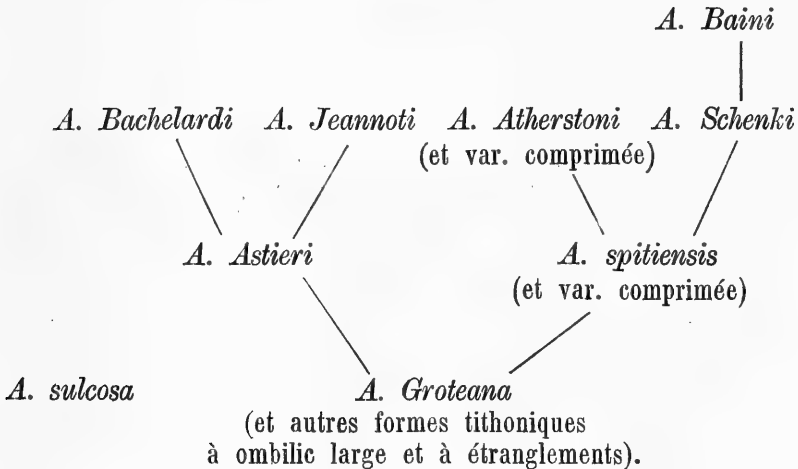 A. Baini
A. Bachelardi A. Jeannoti A. Atherstoni A. Schenki
(et var. comprimée)
A. Astieri A. spitiensis
(et var. comprimée)
A. sulcosa A. Groteana
(et autres formes tithoniques
à ombilic large et à étranglements).